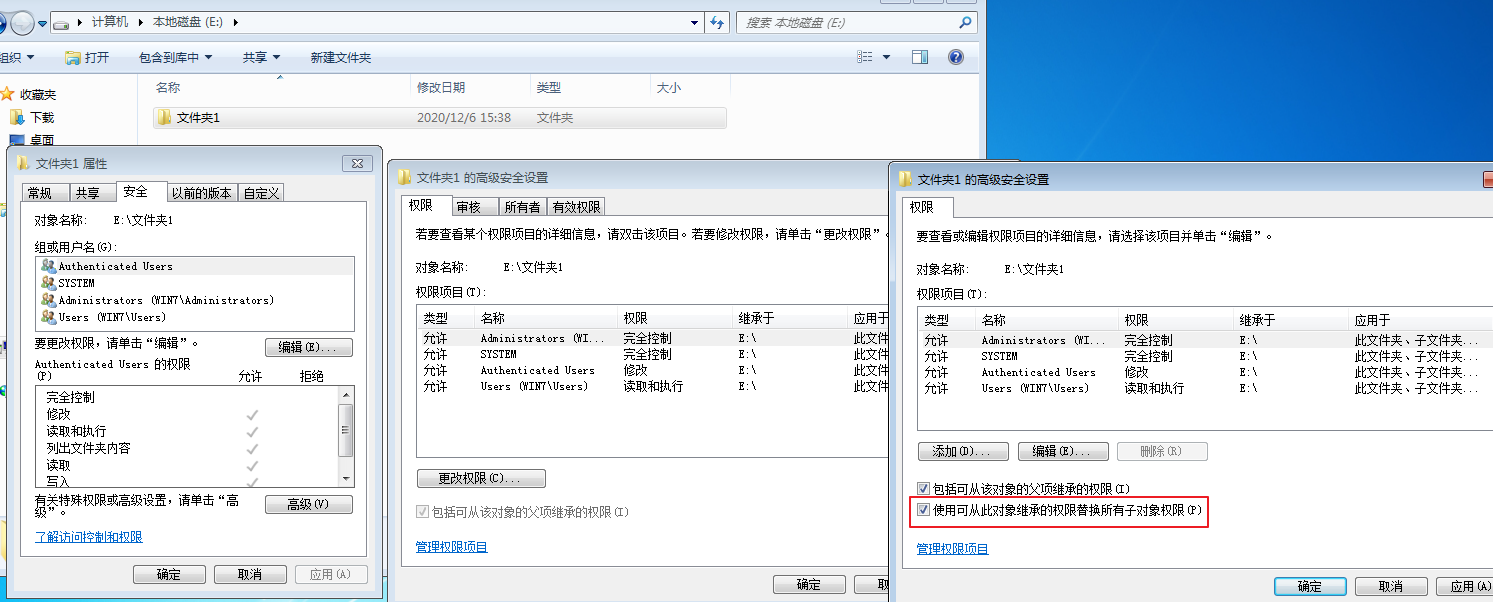 计算机 ▸ 本地磁盘 (E:) ▸
搜索 本地磁盘 (E:)
组织 打开 包含到库中 共享 新建文件夹
收藏夹
下载
桌面
名称 修改日期 类型 大小
文件夹1 2020/12/6 15:38 文件夹
文件夹1 属性
常规 共享 安全 以前的版本 自定义
对象名称: E:\文件夹1
组或用户名(G):
Authenticated Users
SYSTEM
Administrators (WIN7\Administrators)
Users (WIN7\Users)
要更改权限，请单击“编辑”。
编辑(E)...
Authenticated Users 的权限
(P) 允许 拒绝
完全控制
修改
读取和执行
列出文件夹内容
读取
写入
有关特殊权限或高级设置，请单击“高
级”。
高级(V)
了解访问控制和权限
确定 取消 应用(A)
文件夹1 的高级安全设置
权限 审核 所有者 有效权限
若要查看某个权限项目的详细信息，请双击该项目。若要修改权限，请单击“更改权限”。
对象名称: E:\文件夹1
权限项目(T):
类型 名称 权限 继承于 应用于
允许 Administrators (WI... 完全控制 E:\ 此文件
允许 SYSTEM 完全控制 E:\ 此文件
允许 Authenticated Users 修改 E:\ 此文件
允许 Users (WIN7\Users) 读取和执行 E:\ 此文件
更改权限(C)...
包括可从该对象的父项继承的权限(I)
管理权限项目
确定 取
文件夹1 的高级安全设置
权限
要查看或编辑权限项目的详细信息，请选择该项目并单击“编辑”。
对象名称: E:\文件夹1
权限项目(T):
类型 名称 权限 继承于 应用于
允许 Administrators (WI... 完全控制 E:\ 此文件夹、子文件夹...
允许 SYSTEM 完全控制 E:\ 此文件夹、子文件夹...
允许 Authenticated Users 修改 E:\ 此文件夹、子文件夹...
允许 Users (WIN7\Users) 读取和执行 E:\ 此文件夹、子文件夹...
添加(D)... 编辑(E)... 删除(R)
包括可从该对象的父项继承的权限(I)
使用可从此对象继承的权限替换所有子对象权限(P)
管理权限项目
确定 取消 应用(A)